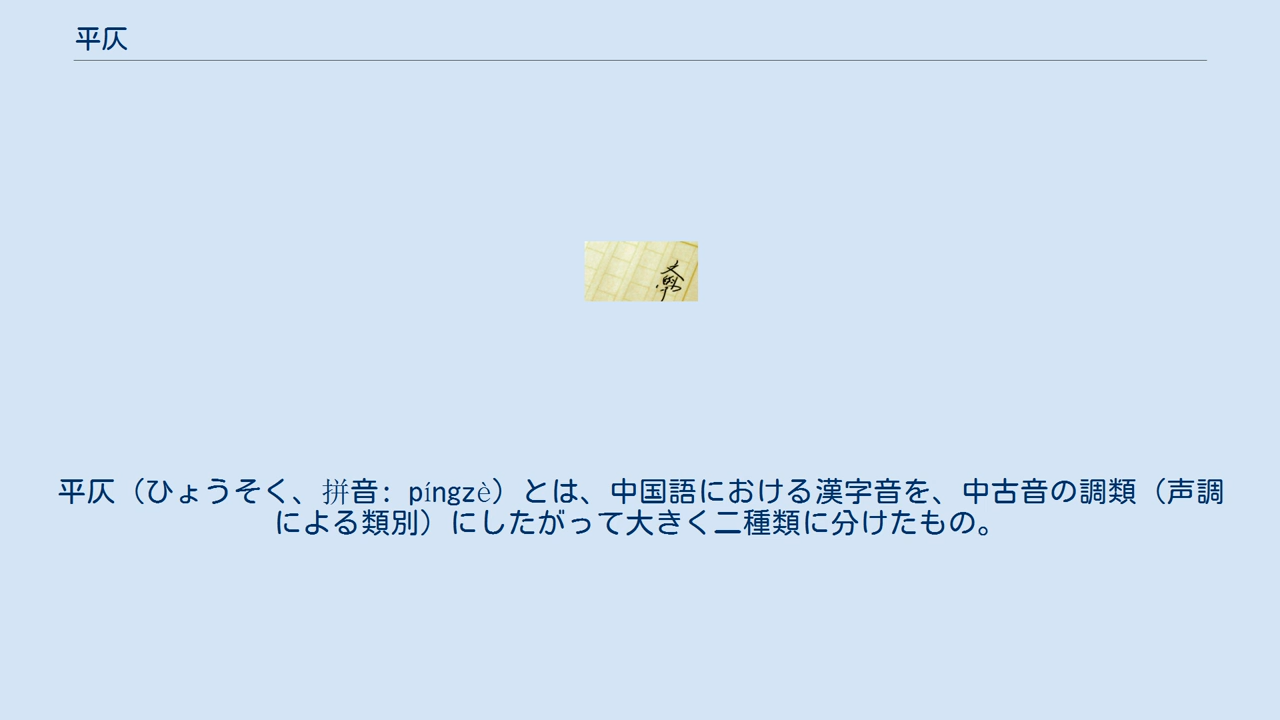 平仄
平仄（ひょうそく、拼音: píngzè）とは、中国語における漢字音を、中古音の調類（声調
による類別）にしたがって大きく二種類に分けたもの。